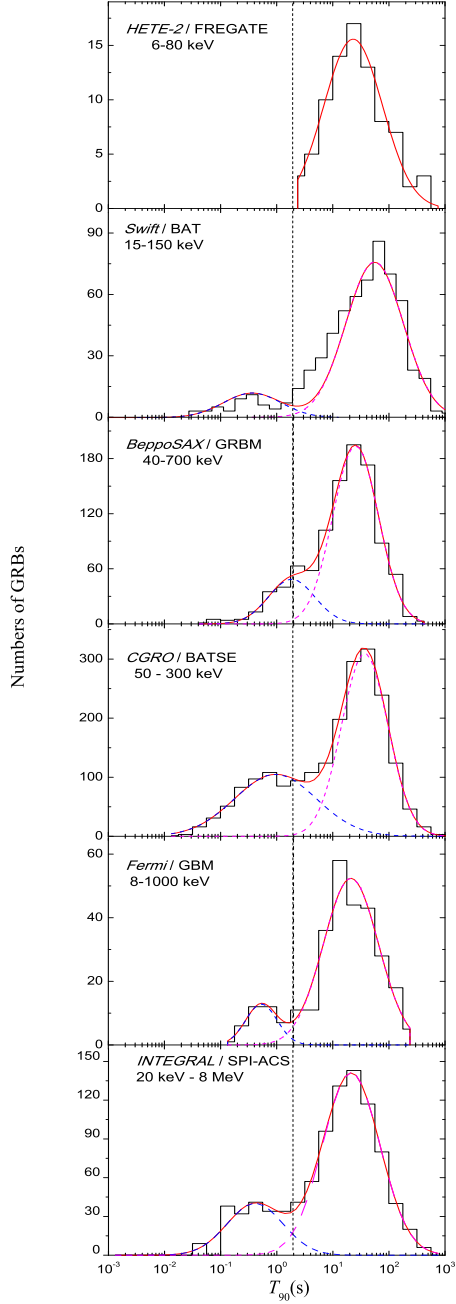 HETE-2 / FREGATE
6-80 keV
15
10
5
0
Swift / BAT
15-150 keV
90
60
30
0
BeppoSAX / GRBM
40-700 keV
180
120
60
0
Numbers of GRBs
CGRO / BATSE
50 - 300 keV
300
200
100
0
Fermi / GBM
8-1000 keV
60
40
20
0
INTEGRAL / SPI-ACS
20 keV - 8 MeV
150
120
90
60
30
0
10⁻³ 10⁻² 10⁻¹ 10⁰ 10¹ 10² 10³
T₉₀(s)